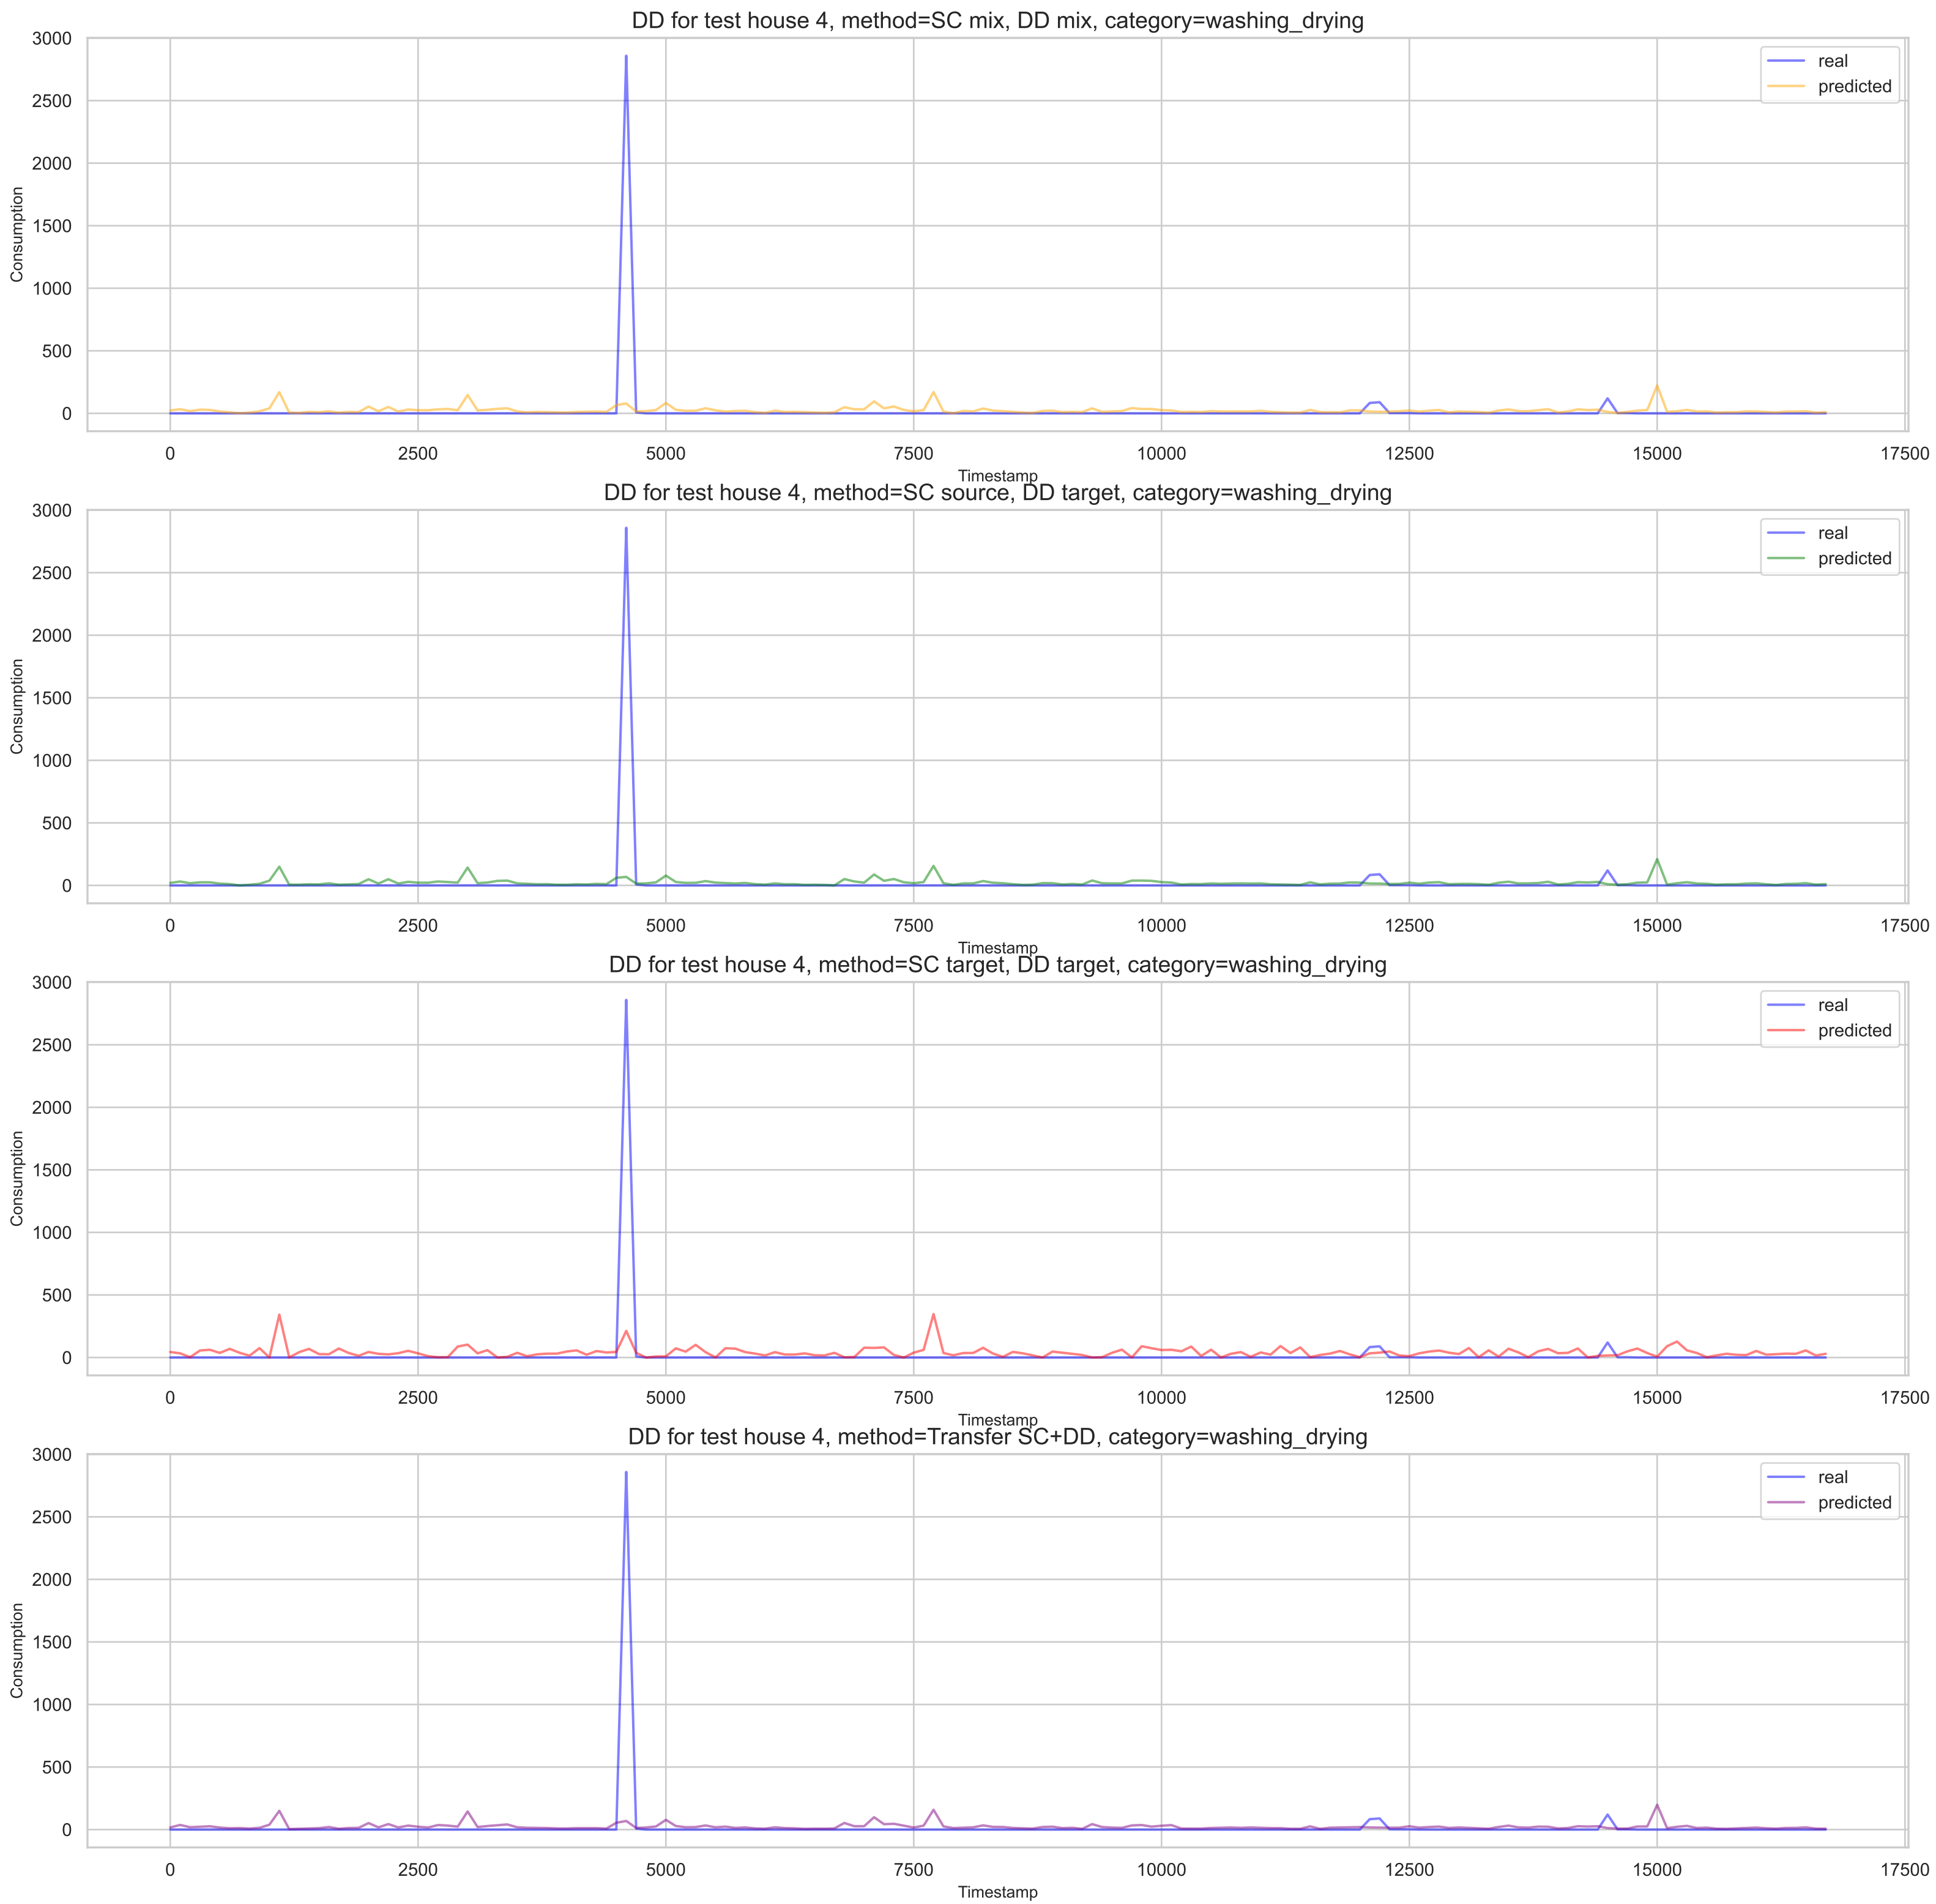 DD for test house 4, method=SC mix, DD mix, category=washing_drying
3000
2500
2000
1500
1000
500
0
Consumption
real
predicted
0 2500 5000 7500 10000 12500 15000 17500
Timestamp
DD for test house 4, method=SC source, DD target, category=washing_drying
3000
2500
2000
1500
1000
500
0
Consumption
real
predicted
0 2500 5000 7500 10000 12500 15000 17500
Timestamp
DD for test house 4, method=SC target, DD target, category=washing_drying
3000
2500
2000
1500
1000
500
0
Consumption
real
predicted
0 2500 5000 7500 10000 12500 15000 17500
Timestamp
DD for test house 4, method=Transfer SC+DD, category=washing_drying
3000
2500
2000
1500
1000
500
0
Consumption
real
predicted
0 2500 5000 7500 10000 12500 15000 17500
Timestamp